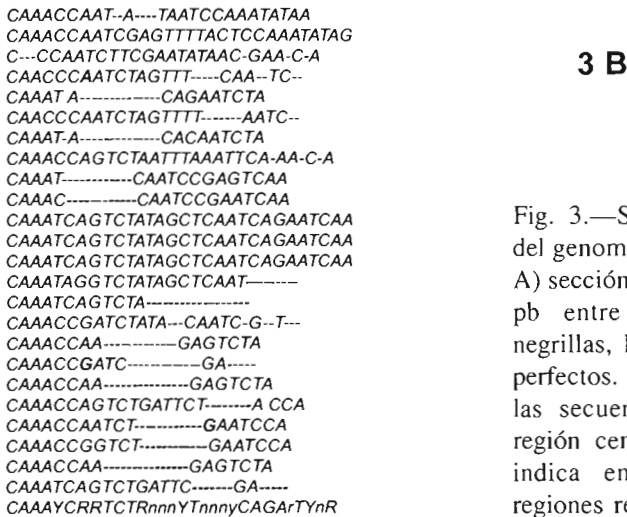 CAAACCAAT--A----TAATCCAAATATAA
CAAACCAATCGAGTTTTACTCCAAATATAG
C---CCAATCTTCGAATATAAC-GAA-C-A
CAACCCAATCTAGTTT-----CAA--TC--
CAAAT A-------------CAGAATCTA
CAACCCAATCTAGTTTT-------AATC--
CAAAT-A-------------CACAATCTA
CAAACCAGTCTAATTTAAATTCA-AA-C-A
CAAAT-----------CAATCCGAGTCAA
CAAAC-----------CAATCCGAATCAA
CAAATCAGTCTATAGCTCAATCAGAATCAA
CAAATCAGTCTATAGCTCAATCAGAATCAA
CAAATCAGTCTATAGCTCAATCAGAATCAA
CAAATAGGTCTATAGCTCAAT--------
CAAATCAGTCTA-----------------
CAAACCGATCTATA---CAATC-G--T---
CAAACCAA------------GAGTCTA
CAAACCGATC------------GA-----
CAAACCAA--------------GAGTCTA
CAAACCAGTCTGATTCT--------A CCA
CAAACCAATCT-----------GAATCCA
CAAACCGGTCT-----------GAATCCA
CAAACCAA--------------GAGTCTA
CAAATCAGTCTGATTC-------GA-----
CAAAYCRRTCTRnnnYTnnnyCAGArTYnR
3 B
Fig. 3.—S
del genom
A) sección
pb entre
negrillas, l
perfectos.
las secuen
región cen
indica en
regiones re